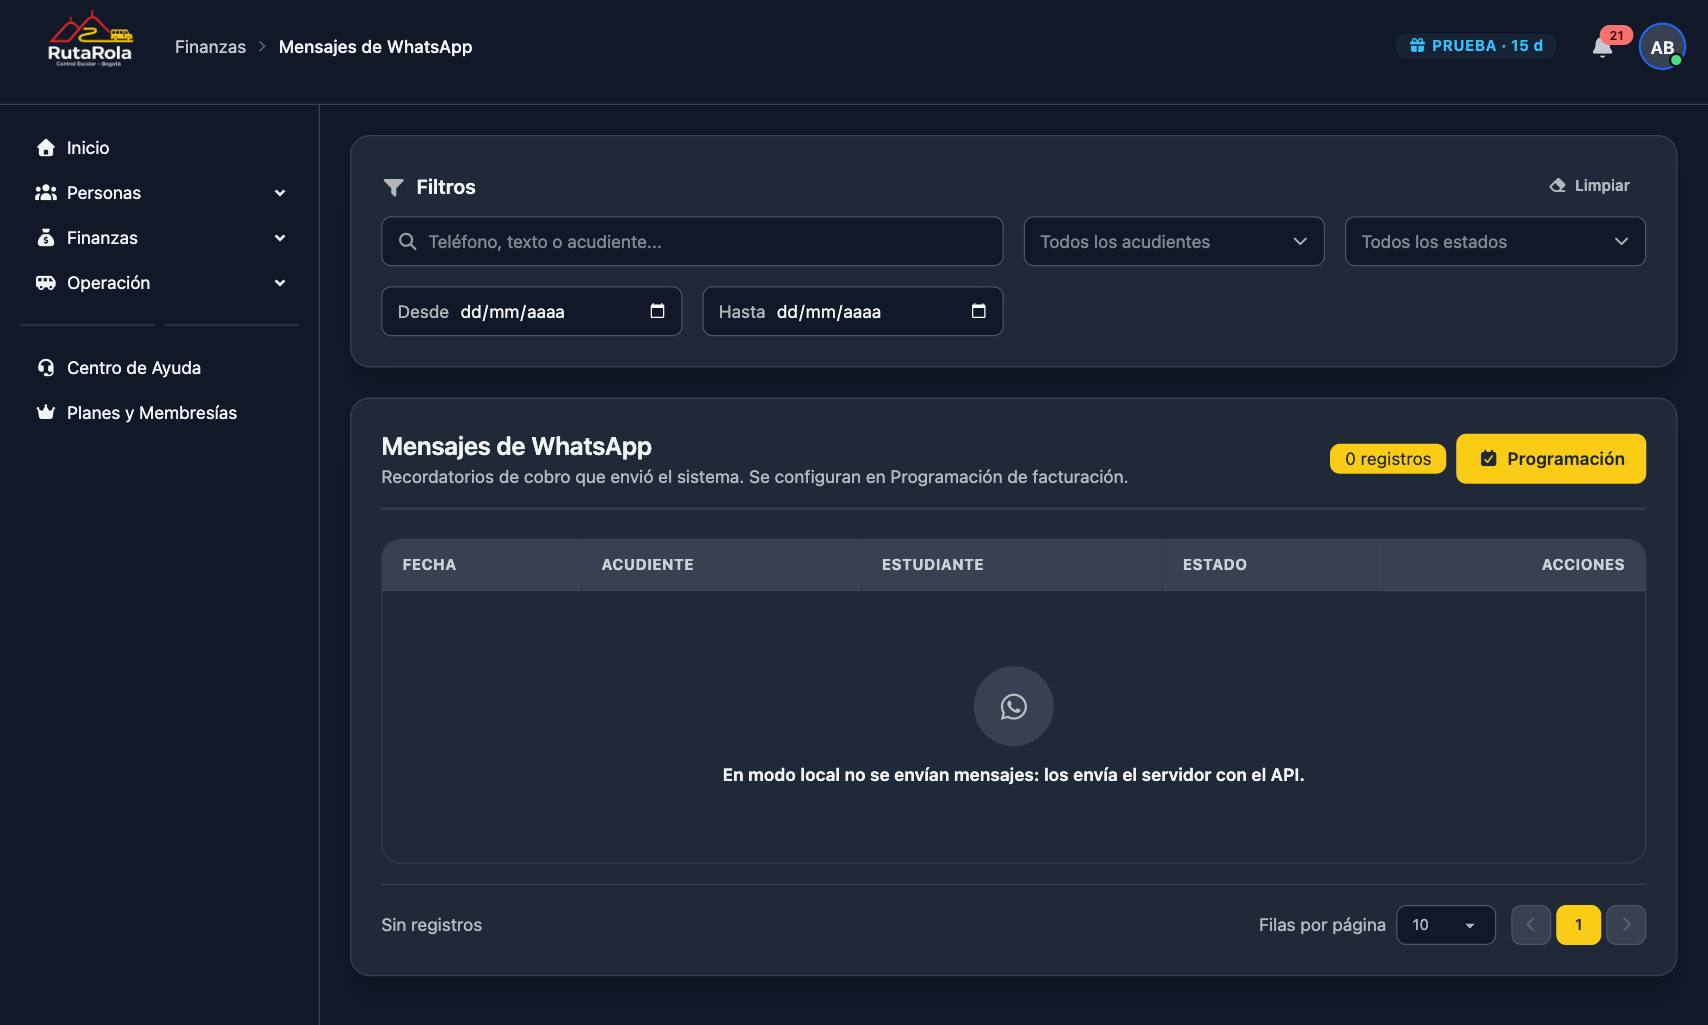 RutaRola
Control Escolar - Bogotá
Finanzas > Mensajes de WhatsApp
PRUEBA · 15 d
21
AB
Inicio
Personas
Finanzas
Operación
Centro de Ayuda
Planes y Membresías
Filtros
Limpiar
Teléfono, texto o acudiente...
Todos los acudientes
Todos los estados
Desde dd/mm/aaaa
Hasta dd/mm/aaaa
Mensajes de WhatsApp
Recordatorios de cobro que envió el sistema. Se configuran en Programación de facturación.
0 registros
Programación
FECHA ACUDIENTE ESTUDIANTE ESTADO ACCIONES
En modo local no se envían mensajes: los envía el servidor con el API.
Sin registros
Filas por página 10
1